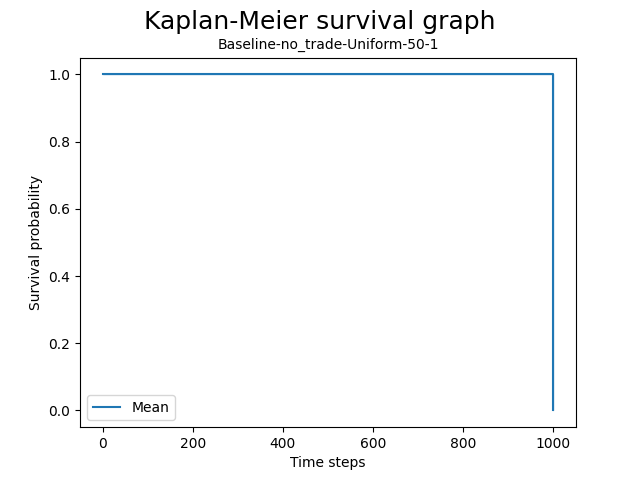 Kaplan-Meier survival graph
Baseline-no_trade-Uniform-50-1
1.0
0.8
0.6
0.4
0.2
0.0
Survival probability
Mean
0 200 400 600 800 1000
Time steps